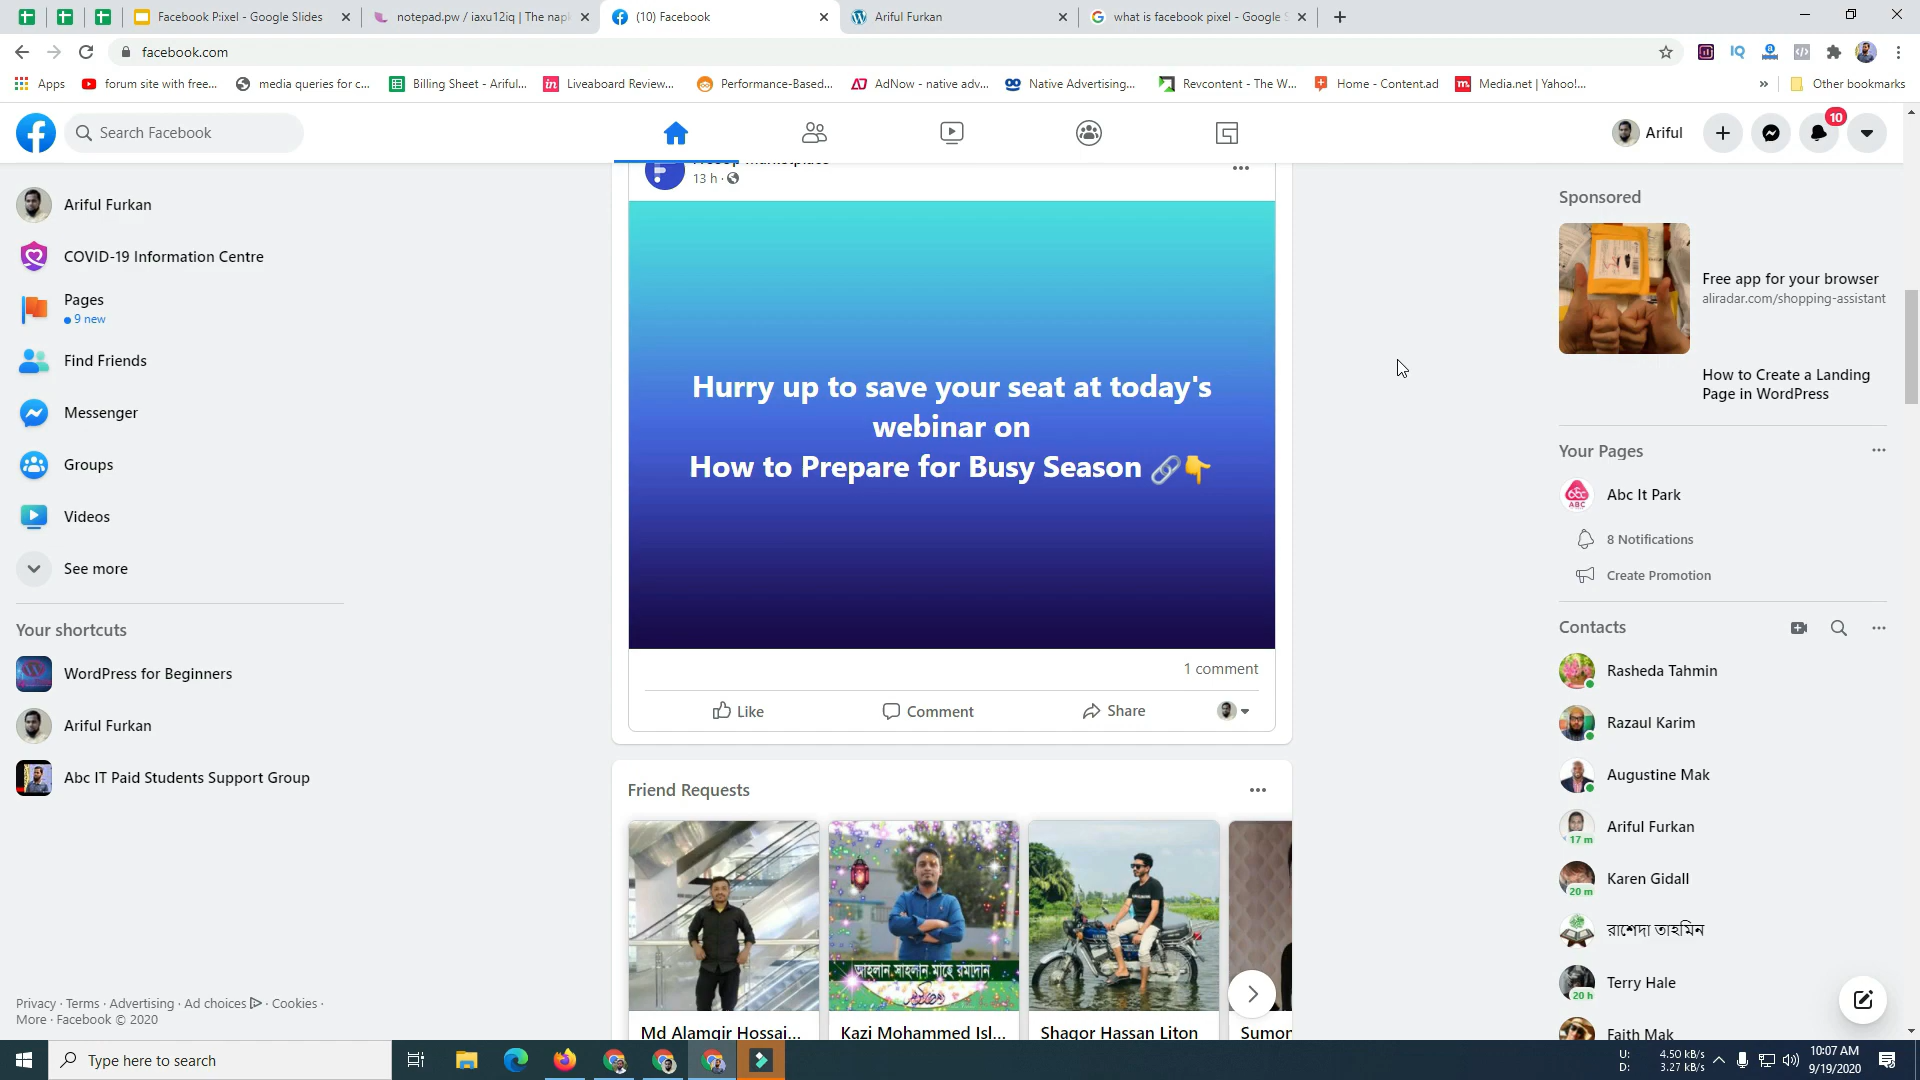 Facebook P:ixel - Google Slides
notepad.pw / iaxu12iq | The nap
(10) Facebook
Ariful Furkan
what is facebook pixel - Google S
facebook.com
Apps
forum site with free...
media queries for c...
Billing Sheet - Ariful...
Liveaboard Review...
Performance-Based...
AdNow - native adv...
Native Advertising...
Revcontent - The W...
Home - Content.ad
Media.net | Yahoo!...
»
Other bookmarks
Search Facebook
Ariful
10
Ariful Furkan
COVID-19 Information Centre
Pages
9 new
Find Friends
Messenger
Groups
Videos
See more
Your shortcuts
WordPress for Beginners
Ariful Furkan
Abc IT Paid Students Support Group
Privacy · Terms · Advertising · Ad choices · Cookies ·
More · Facebook © 2020
13 h ·
Hurry up to save your seat at today's
webinar on
How to Prepare for Busy Season 🔗👇
1 comment
Like
Comment
Share
Friend Requests
আহলান সাহলান মাহে রমাদান
Md Alamgir Hossai...
Kazi Mohammed Isl...
Shagor Hassan Liton
Sumon
Sponsored
Free app for your browser
aliradar.com/shopping-assistant
How to Create a Landing
Page in WordPress
Your Pages
ABC
Abc It Park
8 Notifications
Create Promotion
Contacts
Rasheda Tahmin
Razaul Karim
Augustine Mak
Ariful Furkan
17 m
Karen Gidall
20 m
রাশেদা তাহমিন
Terry Hale
20 h
Faith Mak
Type here to search
U: 4.50 kB/s
D: 3.27 kB/s
10:07 AM
9/19/2020